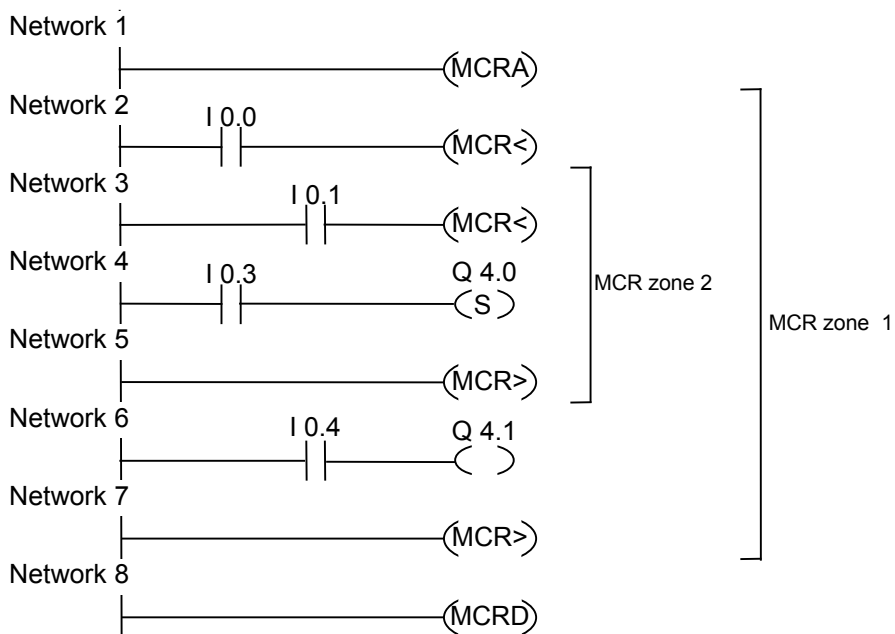 Network 1
(MCRA)
Network 2
I 0.0
(MCR<)
Network 3
I 0.1
(MCR<)
Network 4
I 0.3
Q 4.0
(S)
MCR zone 2
MCR zone 1
Network 5
(MCR>)
Network 6
I 0.4
Q 4.1
Network 7
(MCR>)
Network 8
(MCRD)